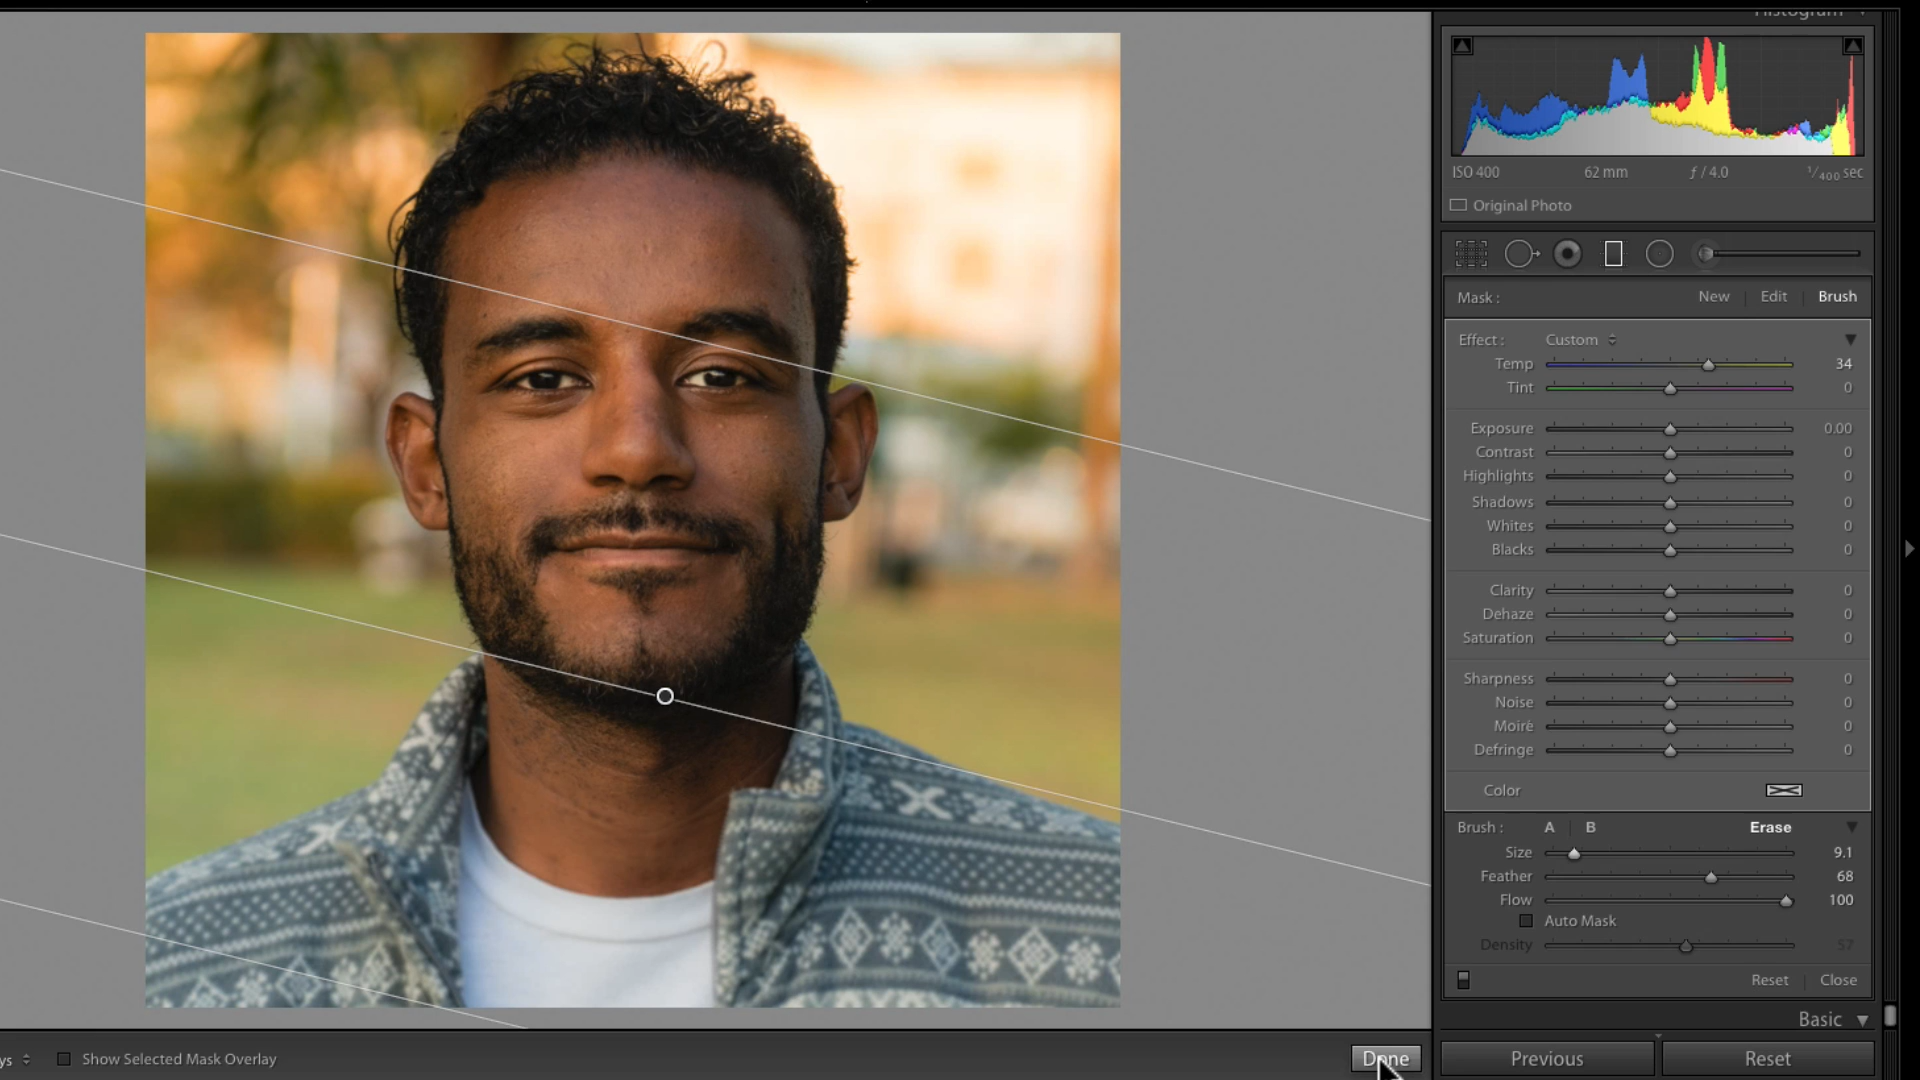 Histogram
ISO 400 62 mm ƒ / 4.0 1/400 sec
Original Photo
Mask : New Edit Brush
Effect : Custom
Temp 34
Tint 0
Exposure 0.00
Contrast 0
Highlights 0
Shadows 0
Whites 0
Blacks 0
Clarity 0
Dehaze 0
Saturation 0
Sharpness 0
Noise 0
Moiré 0
Defringe 0
Color
Brush : A B Erase
Size 9.1
Feather 68
Flow 100
Auto Mask
Density 57
Reset Close
Basic
ys Show Selected Mask Overlay Done Previous Reset